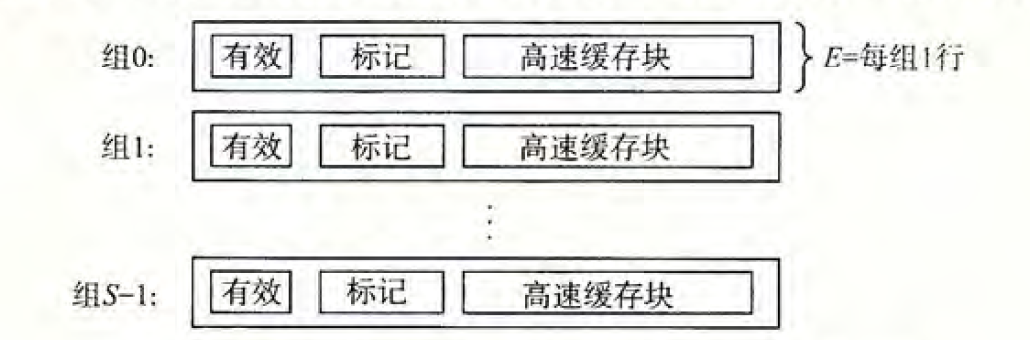 组0: 有效 标记 高速缓存块 E=每组1行
组1: 有效 标记 高速缓存块
⋮
组S-1: 有效 标记 高速缓存块